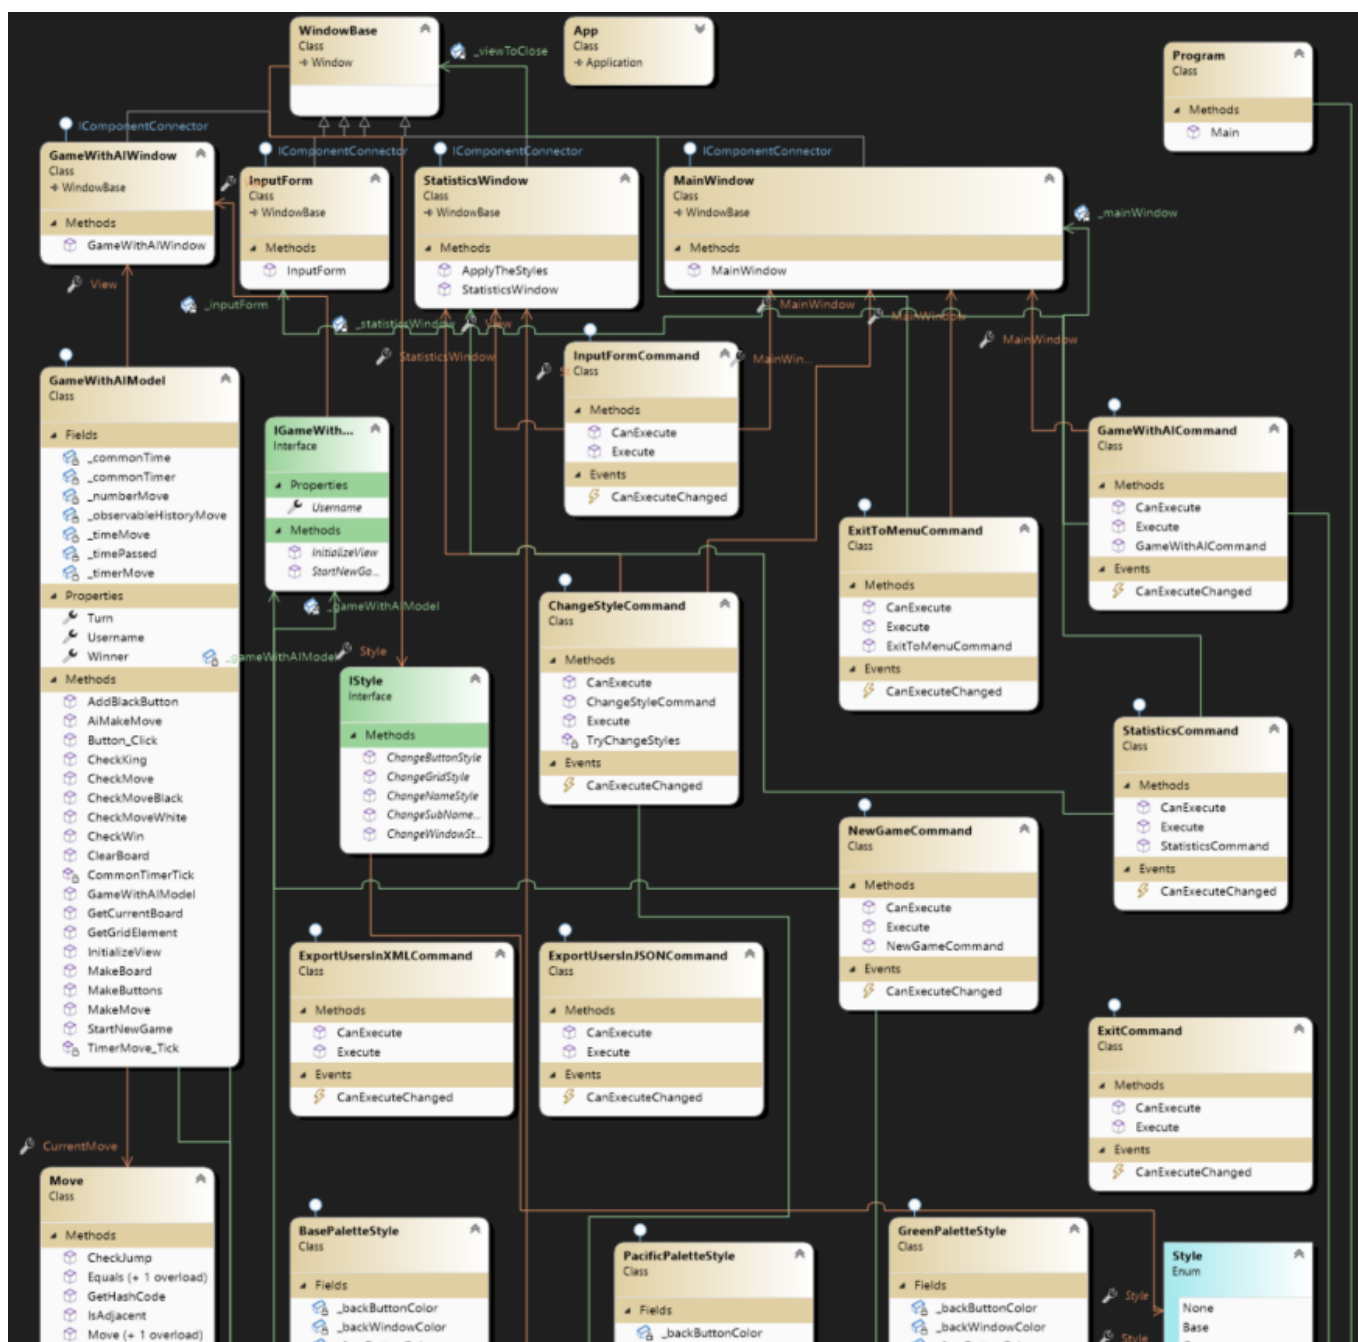 WindowBase
Class
Window
_viewToClose
App
Class
Application
Program
Class
Methods
Main
IComponentConnector
GameWithAIWindow
Class
WindowBase
Methods
GameWithAIWindow
IComponentConnector
InputForm
Class
WindowBase
Methods
InputForm
IComponentConnector
StatisticsWindow
Class
WindowBase
Methods
ApplyTheStyles
StatisticsWindow
IComponentConnector
MainWindow
Class
WindowBase
Methods
MainWindow
_mainWindow
View
_inputForm
_statisticsWindow
View
StatisticsWindow
MainWindow
MainWindow
MainWindow
MainWin...
InputFormCommand
Class
Methods
CanExecute
Execute
Events
CanExecuteChanged
GameWithAIModel
Class
Fields
_commonTime
_commonTimer
_numberMove
_observableHistoryMove
_timeMove
_timePassed
_timerMove
Properties
Turn
Username
Winner
Methods
AddBlackButton
AiMakeMove
Button_Click
CheckKing
CheckMove
CheckMoveBlack
CheckMoveWhite
CheckWin
ClearBoard
CommonTimerTick
GameWithAIModel
GetCurrentBoard
GetGridElement
InitializeView
MakeBoard
MakeButtons
MakeMove
StartNewGame
TimerMove_Tick
IGameWith...
Interface
Properties
Username
Methods
InitializeView
StartNewGa...
_gameWithAIModel
_gameWithAIModel
Style
IStyle
Interface
Methods
ChangeButtonStyle
ChangeGridStyle
ChangeNameStyle
ChangeSubName...
ChangeWindowSt...
ChangeStyleCommand
Class
Methods
CanExecute
ChangeStyleCommand
Execute
TryChangeStyles
Events
CanExecuteChanged
ExitToMenuCommand
Class
Methods
CanExecute
Execute
ExitToMenuCommand
Events
CanExecuteChanged
GameWithAICommand
Class
Methods
CanExecute
Execute
GameWithAICommand
Events
CanExecuteChanged
StatisticsCommand
Class
Methods
CanExecute
Execute
StatisticsCommand
Events
CanExecuteChanged
NewGameCommand
Class
Methods
CanExecute
Execute
NewGameCommand
Events
CanExecuteChanged
ExportUsersInXMLCommand
Class
Methods
CanExecute
Execute
Events
CanExecuteChanged
ExportUsersInJSONCommand
Class
Methods
CanExecute
Execute
Events
CanExecuteChanged
ExitCommand
Class
Methods
CanExecute
Execute
Events
CanExecuteChanged
CurrentMove
Move
Class
Methods
CheckJump
Equals (+ 1 overload)
GetHashCode
IsAdjacent
Move (+ 1 overload)
BasePaletteStyle
Class
Fields
_backButtonColor
_backWindowColor
PacificPaletteStyle
Class
Fields
_backButtonColor
GreenPaletteStyle
Class
Fields
_backButtonColor
_backWindowColor
Style
Style
Style
Enum
None
Base